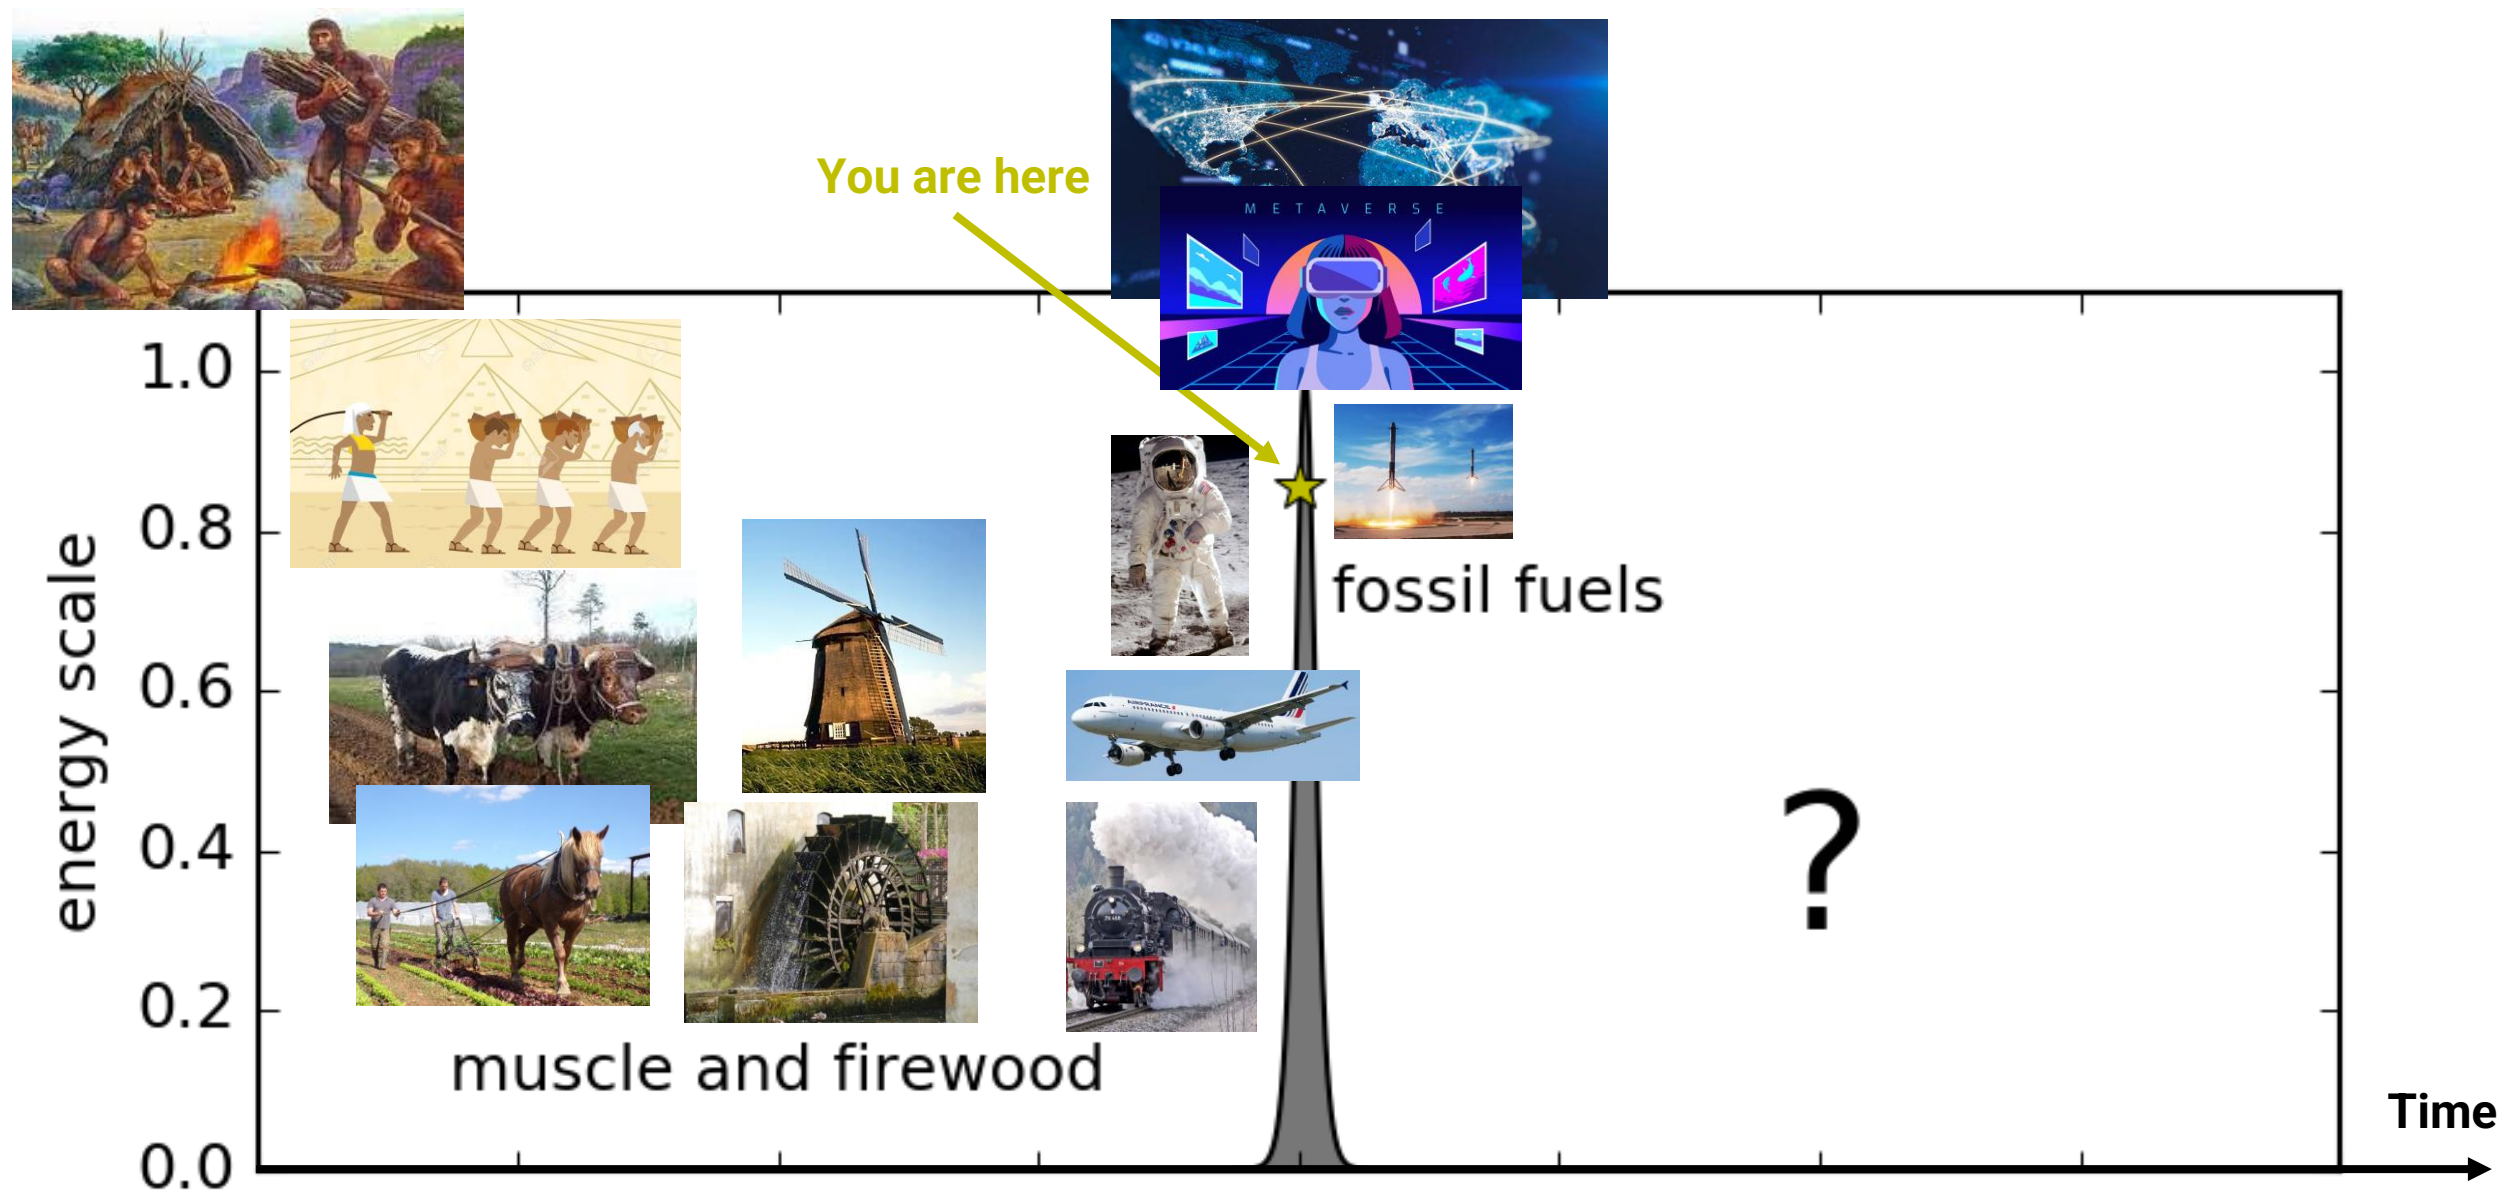 You are here
METAVERSE
1.0
0.8
0.6
0.4
0.2
0.0
energy scale
AIRFRANCE
fossil fuels
?
muscle and firewood
Time